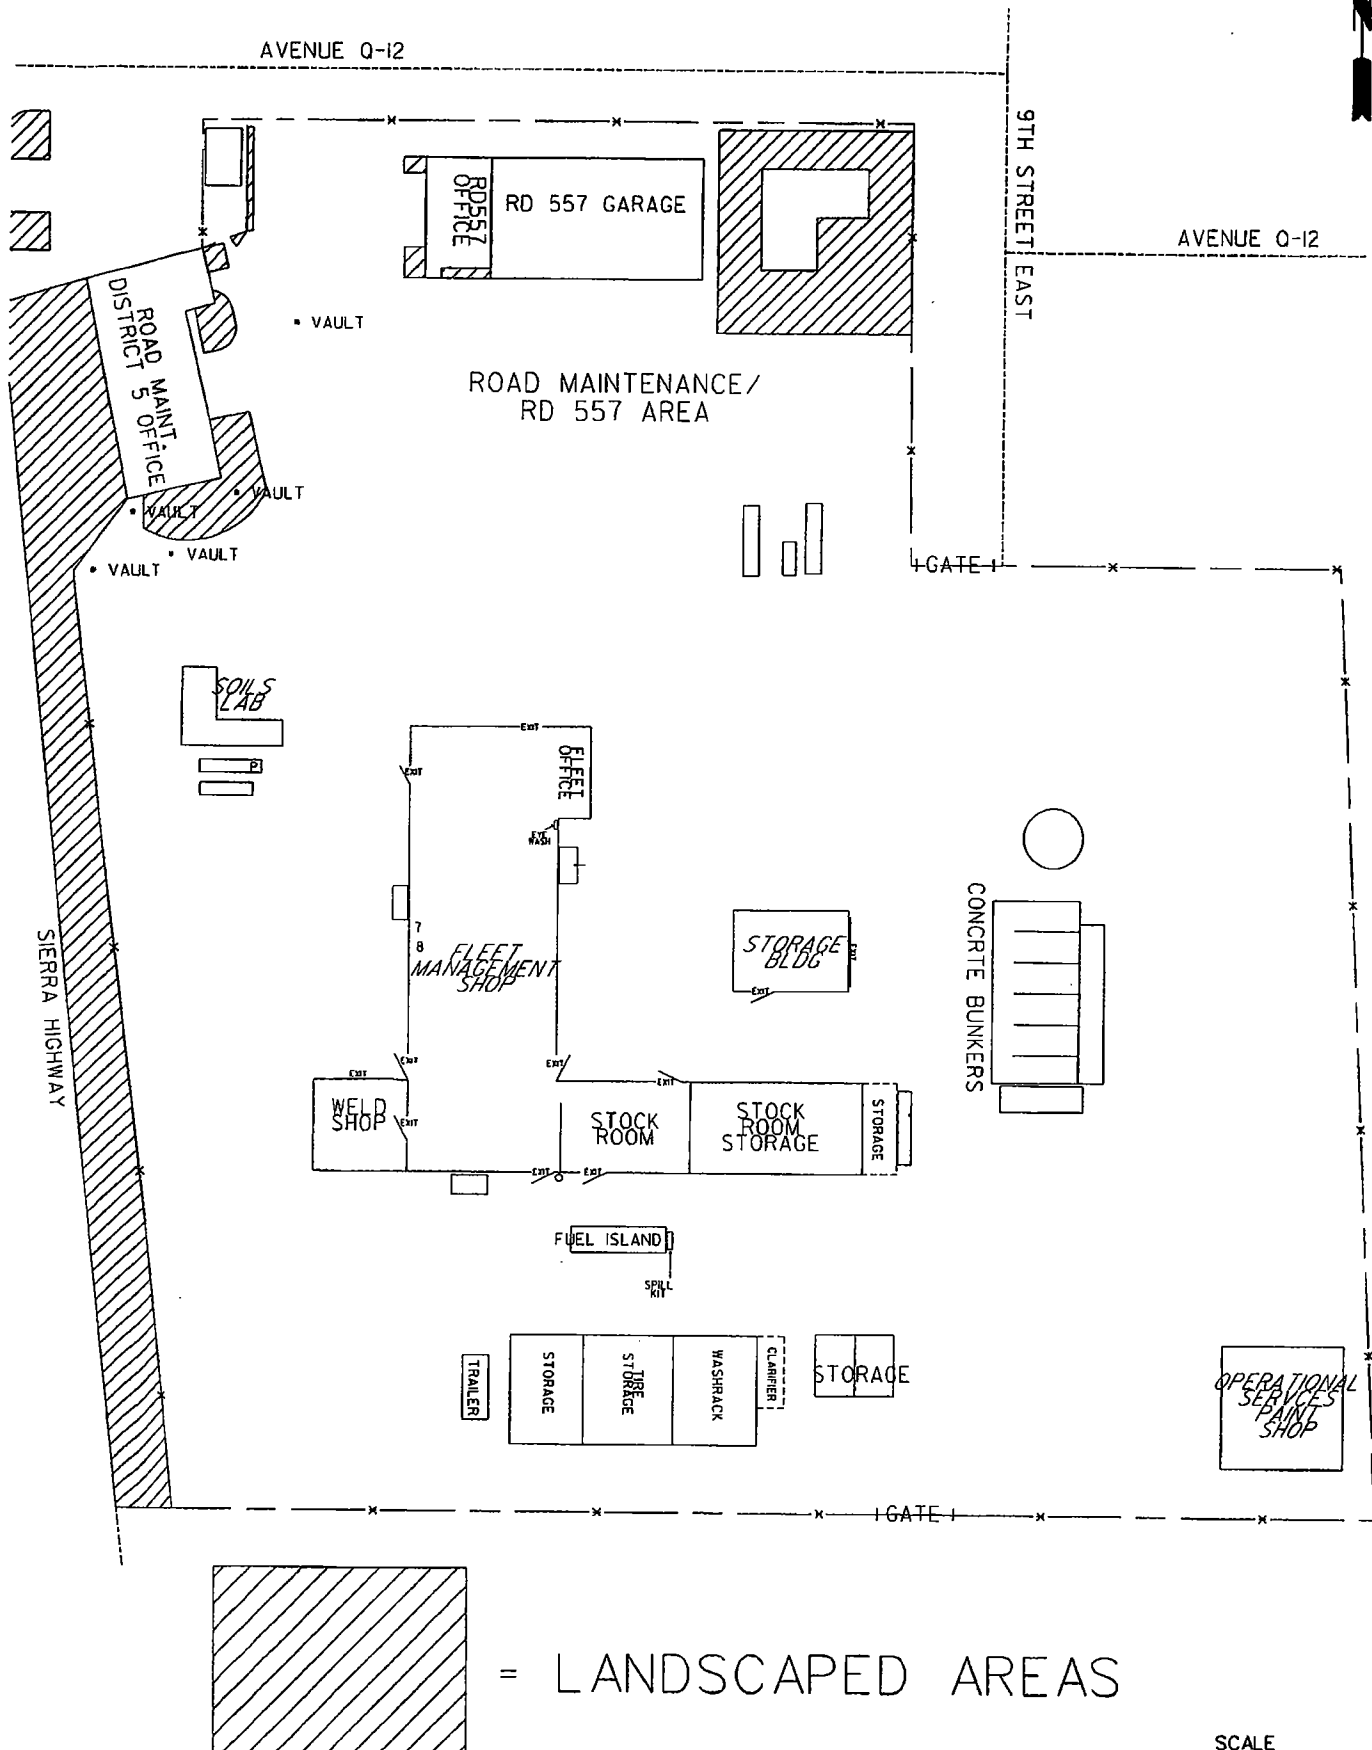 N
AVENUE Q-12
9TH STREET EAST
AVENUE Q-12
RD557
OFFICE
RD 557 GARAGE
ROAD MAINT.
DISTRICT 5 OFFICE
VAULT
ROAD MAINTENANCE/
RD 557 AREA
VAULT
VAULT
VAULT
VAULT
GATE
SOILS
LAB
P
EXIT
EXIT
FLEET
OFFICE
EYE
WASH
7
8
FLEET
MANAGEMENT
SHOP
STORAGE
BLDG
EXIT
EXIT
CONCRTE BUNKERS
SIERRA HIGHWAY
EXIT
EXIT
EXIT
EXIT
WELD
SHOP
EXIT
STOCK
ROOM
STOCK
ROOM
STORAGE
STORAGE
EXIT
EXIT
FUEL ISLAND
SPILL
KIT
TRAILER
STORAGE
TIRE
STORAGE
WASHRACK
CLARIFIER
STORAGE
OPERATIONAL
SERVCES
PAINT
SHOP
GATE
= LANDSCAPED AREAS
SCALE